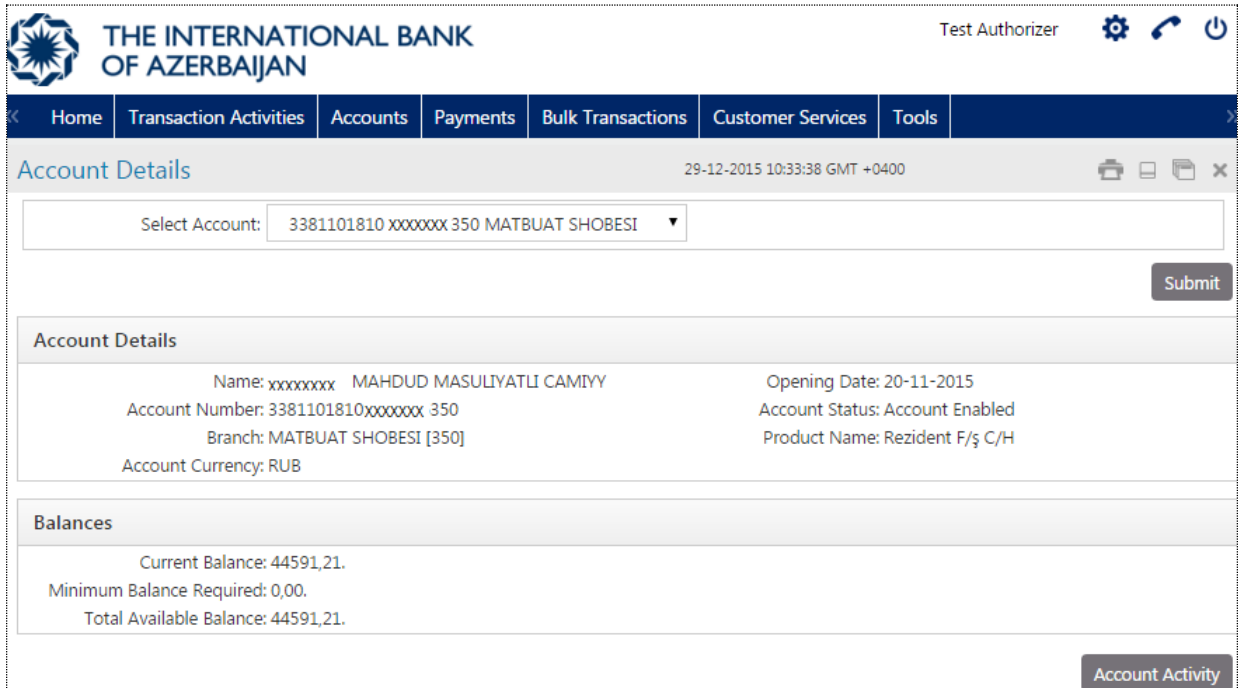 THE INTERNATIONAL BANK
OF AZERBAIJAN
Test Authorizer
Home Transaction Activities Accounts Payments Bulk Transactions Customer Services Tools
Account Details 29-12-2015 10:33:38 GMT +0400
Select Account: 3381101810 xxxxxxx 350 MATBUAT SHOBESI
Submit
Account Details
Name: xxxxxxxx MAHDUD MASULIYATLI CAMIYY Opening Date: 20-11-2015
Account Number: 3381101810xxxxxxx 350 Account Status: Account Enabled
Branch: MATBUAT SHOBESI [350] Product Name: Rezident F/ş C/H
Account Currency: RUB
Balances
Current Balance: 44591,21.
Minimum Balance Required: 0,00.
Total Available Balance: 44591,21.
Account Activity